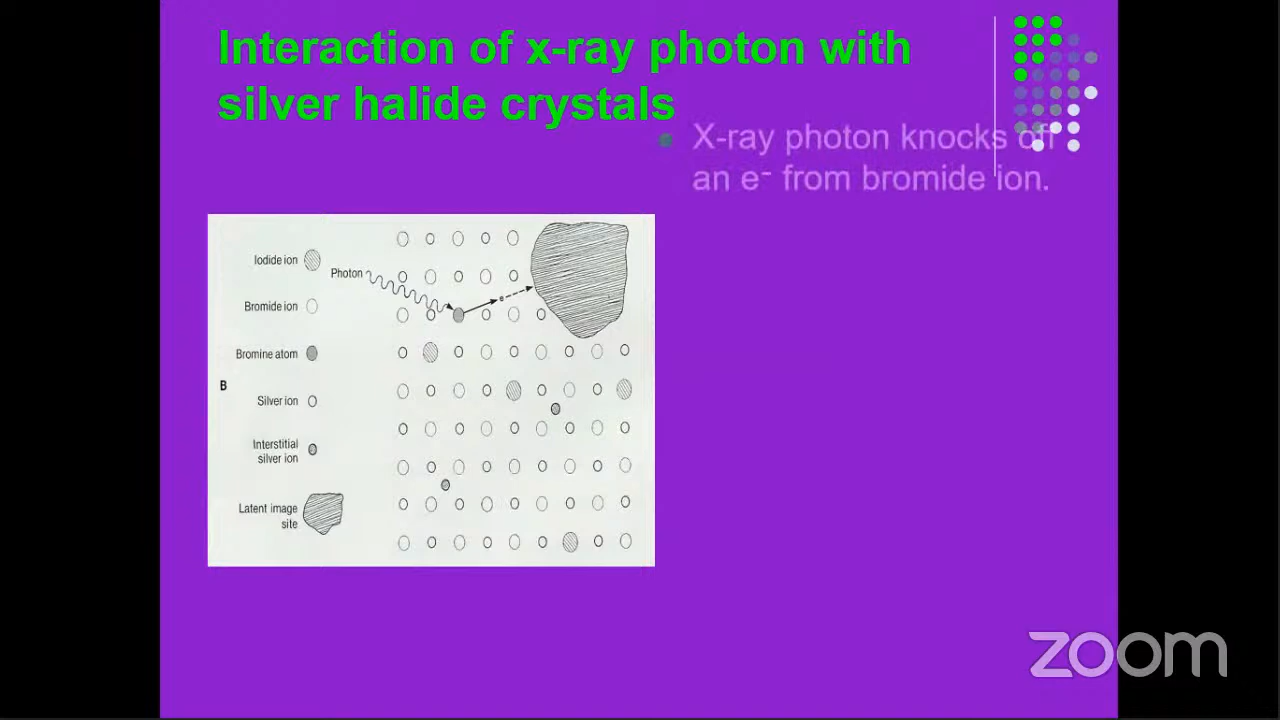 Interaction of x-ray photon with
silver halide crystals
X-ray photon knocks off
an e⁻ from bromide ion.
Iodide ion
Photon
Bromide ion
Bromine atom
B
Silver ion
Interstitial
silver ion
Latent image
site
e
zoom